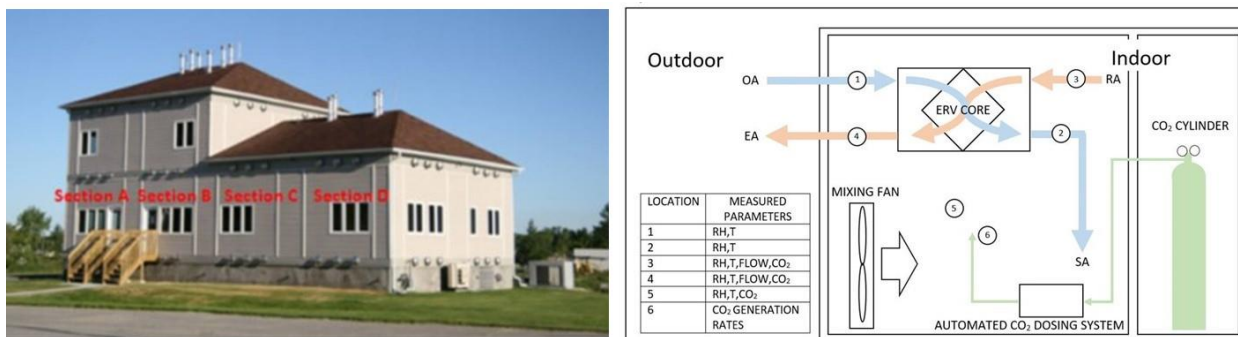 Section A
Section B
Section C
Section D
Outdoor
Indoor
OA
1
3
RA
ERV CORE
EA
4
2
CO₂ CYLINDER
LOCATION MEASURED PARAMETERS
1 RH,T
2 RH,T
3 RH,T,FLOW,CO₂
4 RH,T,FLOW,CO₂
5 RH,T,CO₂
6 CO₂ GENERATION RATES
MIXING FAN
5
6
SA
AUTOMATED CO₂ DOSING SYSTEM